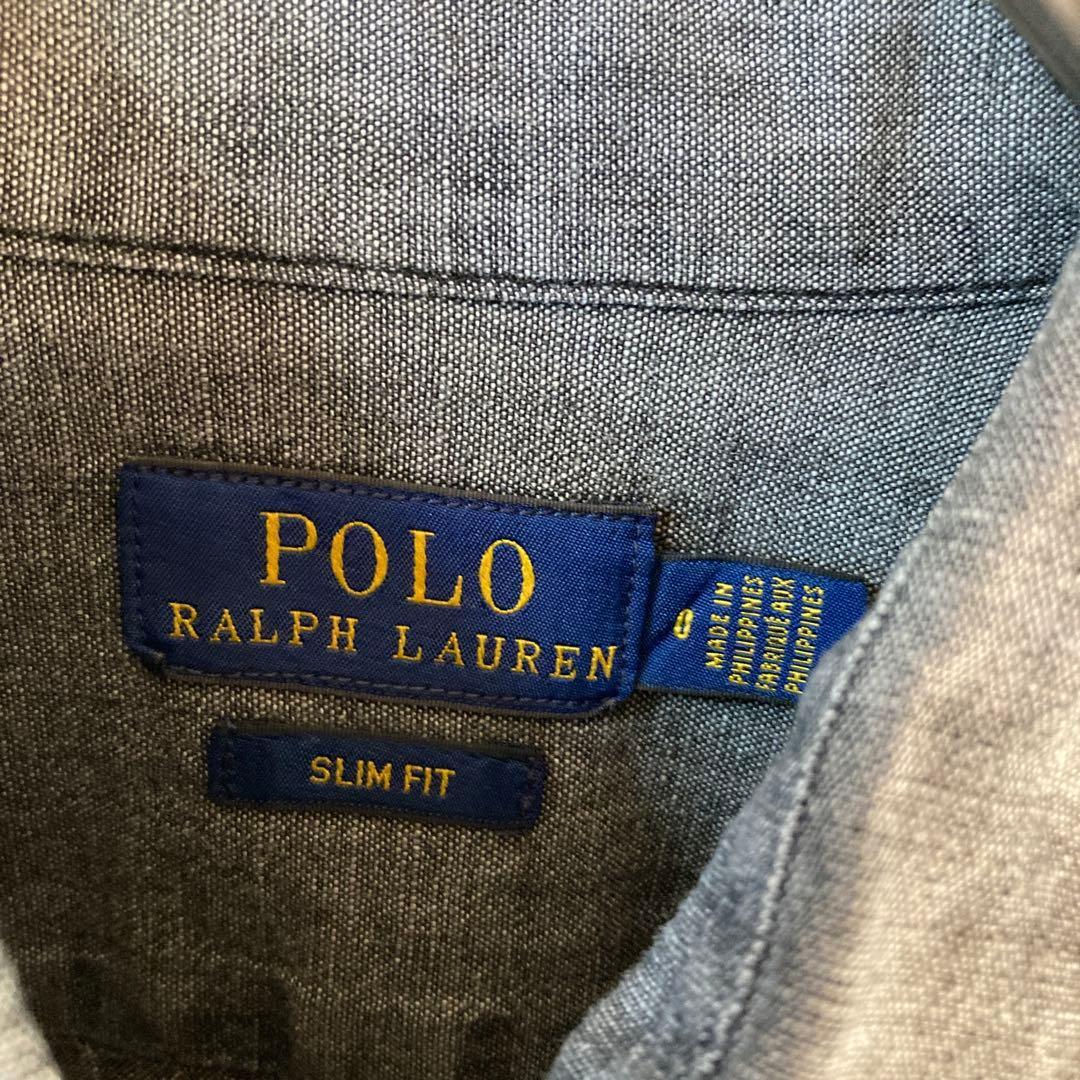 POLO
RALPH LAUREN
SLIM FIT
MADE IN
PHILIPPINES
FABRIQUÉ AUX
PHILIPPINES